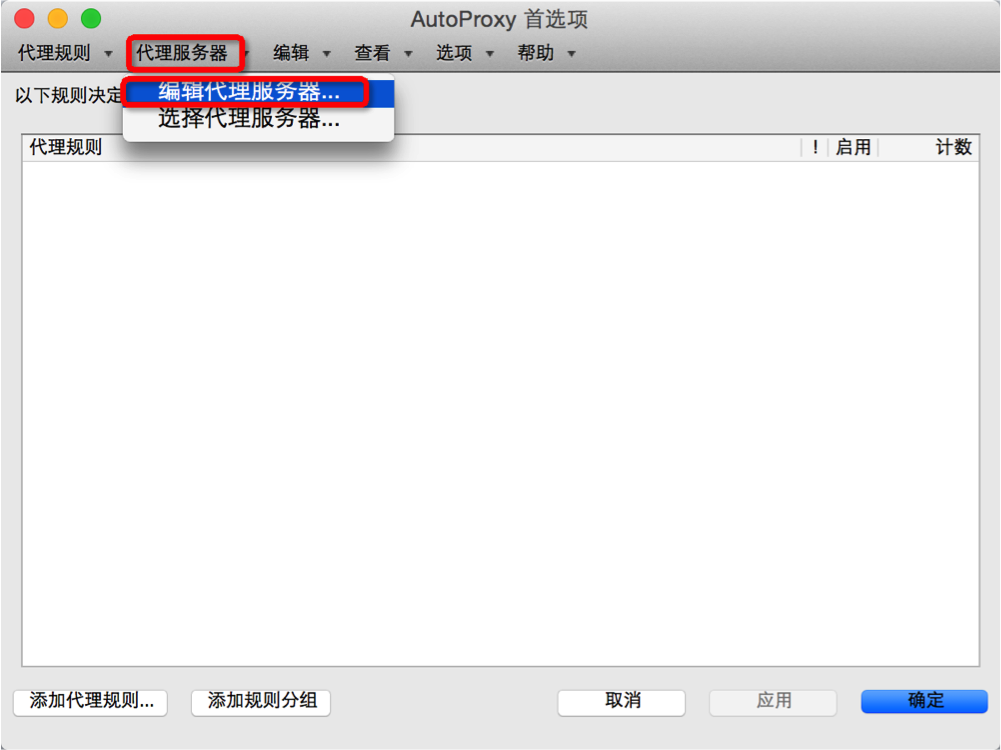 AutoProxy 首选项
代理规则 代理服务器 编辑 查看 选项 帮助
编辑代理服务器...
以下规则决定
选择代理服务器...
代理规则 ! 启用 计数
添加代理规则... 添加规则分组 取消 应用 确定